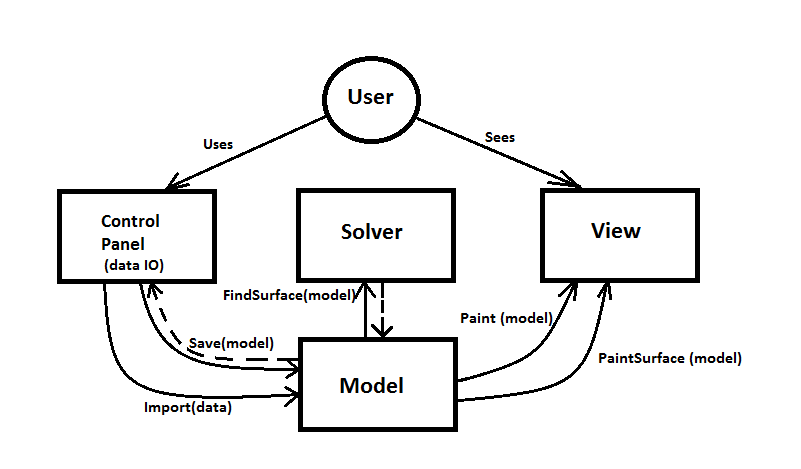 User
Uses
Sees
Control
Panel
(data IO)
Solver
View
FindSurface(model)
Paint (model)
Save(model)
PaintSurface (model)
Model
Import(data)